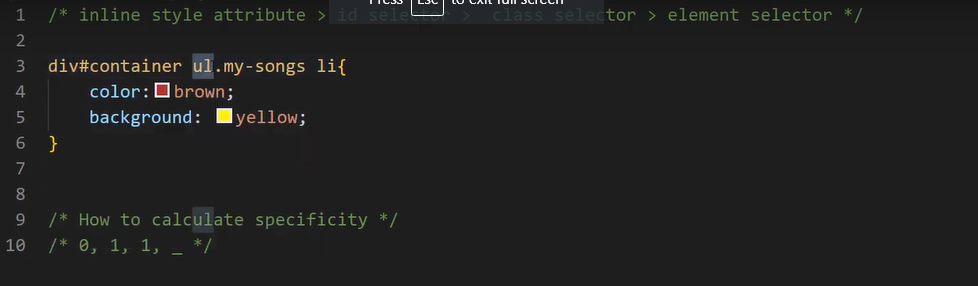 Press Esc to exit full screen
1 /* inline style attribute > id selector > class selector > element selector */
2
3 div#container ul.my-songs li{
4 color: brown;
5 background: yellow;
6 }
7
8
9 /* How to calculate specificity */
10 /* 0, 1, 1, _ */